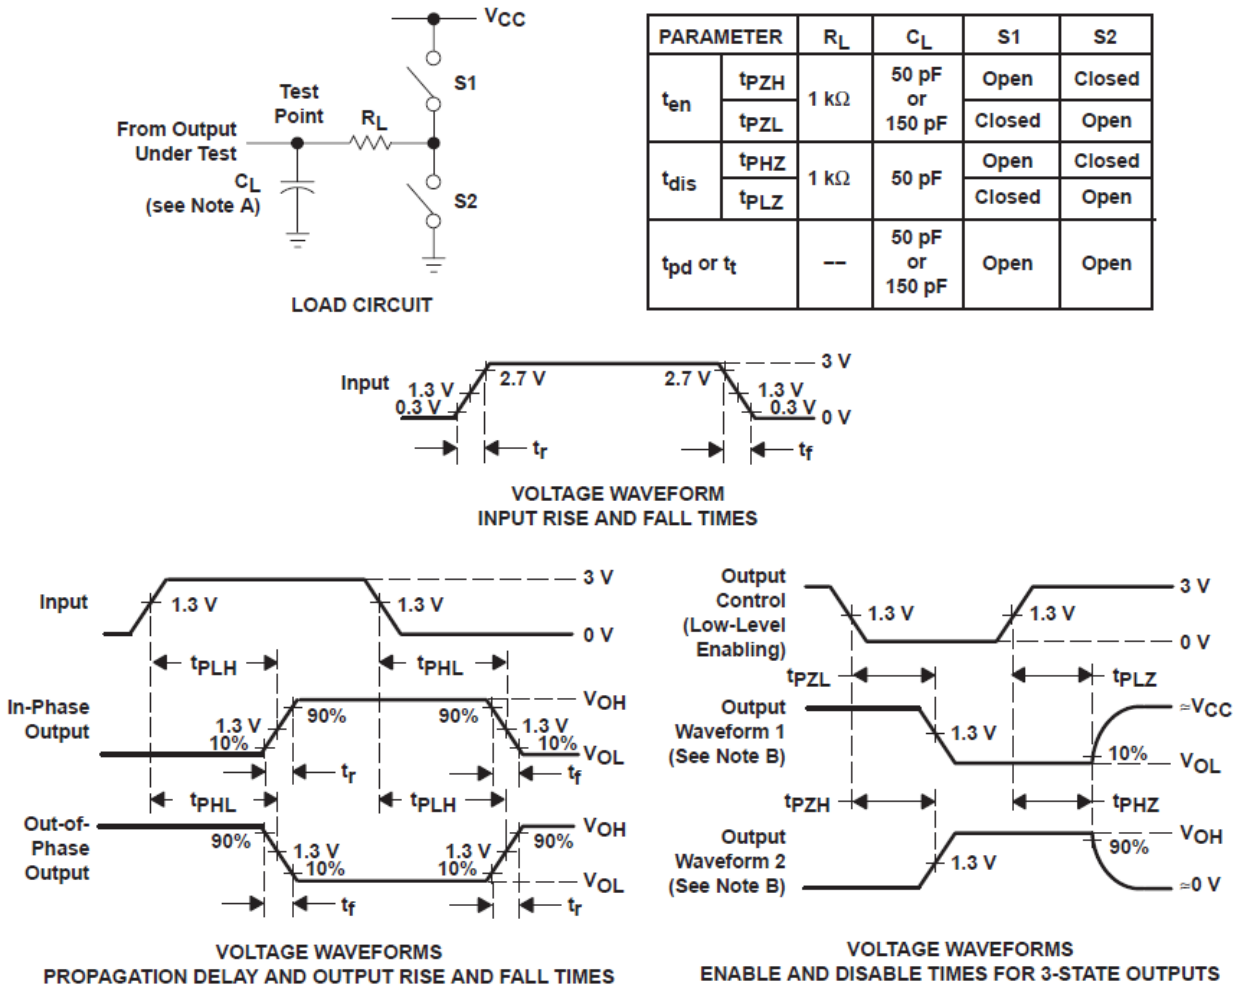 VCC
S1
Test
Point
RL
From Output
Under Test
CL
(see Note A)
S2
LOAD CIRCUIT
PARAMETER RL CL S1 S2
ten tPZH 1 kΩ 50 pF or 150 pF Open Closed
tPZL Closed Open
tdis tPHZ 1 kΩ 50 pF Open Closed
tPLZ Closed Open
tpd or tt –– 50 pF or 150 pF Open Open
Input
3 V
2.7 V 2.7 V
1.3 V 1.3 V
0.3 V 0.3 V
0 V
tr tf
VOLTAGE WAVEFORM
INPUT RISE AND FALL TIMES
Input 1.3 V 1.3 V
3 V
0 V
tPLH tPHL
In-Phase
Output
VOH
90% 90%
1.3 V 1.3 V
10% 10%
VOL
tr tf
tPHL tPLH
Out-of-
Phase
Output
VOH
90% 90%
1.3 V 1.3 V
10% 10%
VOL
tf tr
VOLTAGE WAVEFORMS
PROPAGATION DELAY AND OUTPUT RISE AND FALL TIMES
Output
Control
(Low-Level
Enabling)
3 V
1.3 V 1.3 V
0 V
tPZL tPLZ
Output
Waveform 1
(See Note B)
≈VCC
1.3 V
10%
VOL
tPZH tPHZ
Output
Waveform 2
(See Note B)
VOH
90%
1.3 V
≈0 V
VOLTAGE WAVEFORMS
ENABLE AND DISABLE TIMES FOR 3-STATE OUTPUTS